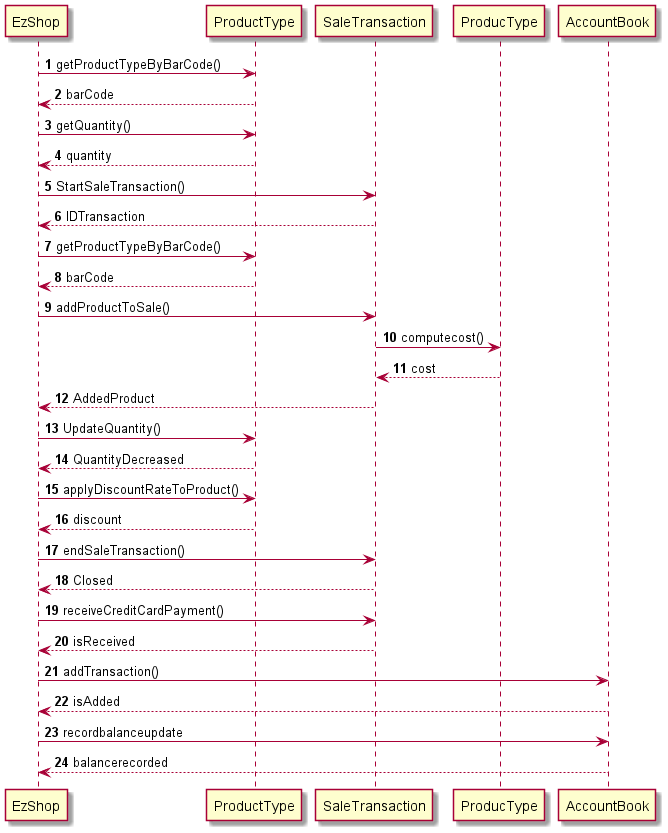 EzShop ProductType SaleTransaction ProducType AccountBook
1 getProductTypeByBarCode()
2 barCode
3 getQuantity()
4 quantity
5 StartSaleTransaction()
6 IDTransaction
7 getProductTypeByBarCode()
8 barCode
9 addProductToSale()
10 computecost()
11 cost
12 AddedProduct
13 UpdateQuantity()
14 QuantityDecreased
15 applyDiscountRateToProduct()
16 discount
17 endSaleTransaction()
18 Closed
19 receiveCreditCardPayment()
20 isReceived
21 addTransaction()
22 isAdded
23 recordbalanceupdate
24 balancerecorded
EzShop ProductType SaleTransaction ProducType AccountBook